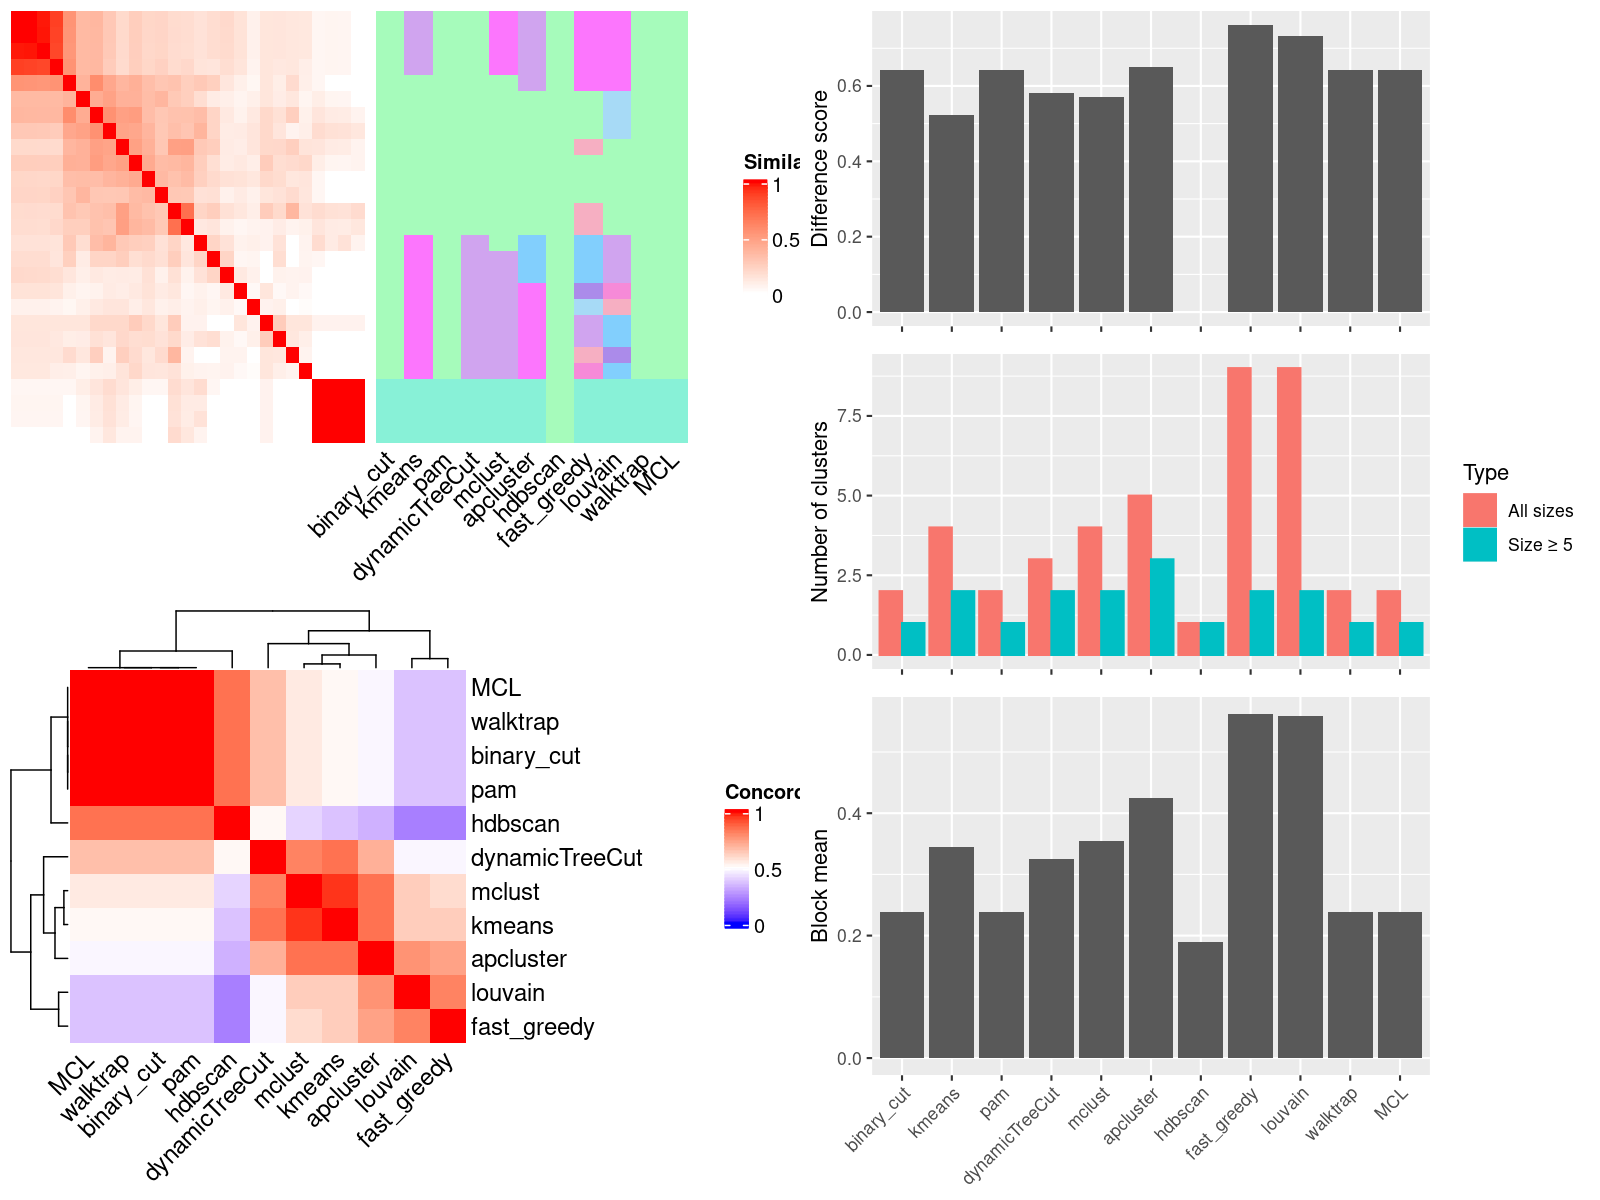 Simila
1
0.5
0
binary_cut
kmeans
pam
dynamicTreeCut
mclust
apcluster
hdbscan
fast_greedy
louvain
walktrap
MCL
MCL
walktrap
binary_cut
pam
hdbscan
dynamicTreeCut
mclust
kmeans
apcluster
louvain
fast_greedy
MCL
walktrap
binary_cut
pam
hdbscan
dynamicTreeCut
mclust
kmeans
apcluster
louvain
fast_greedy
Concord
1
0.5
0
Difference score
0.6
0.4
0.2
0.0
Number of clusters
7.5
5.0
2.5
0.0
Type
All sizes
Size ≥ 5
Block mean
0.4
0.2
0.0
binary_cut
kmeans
pam
dynamicTreeCut
mclust
apcluster
hdbscan
fast_greedy
louvain
walktrap
MCL